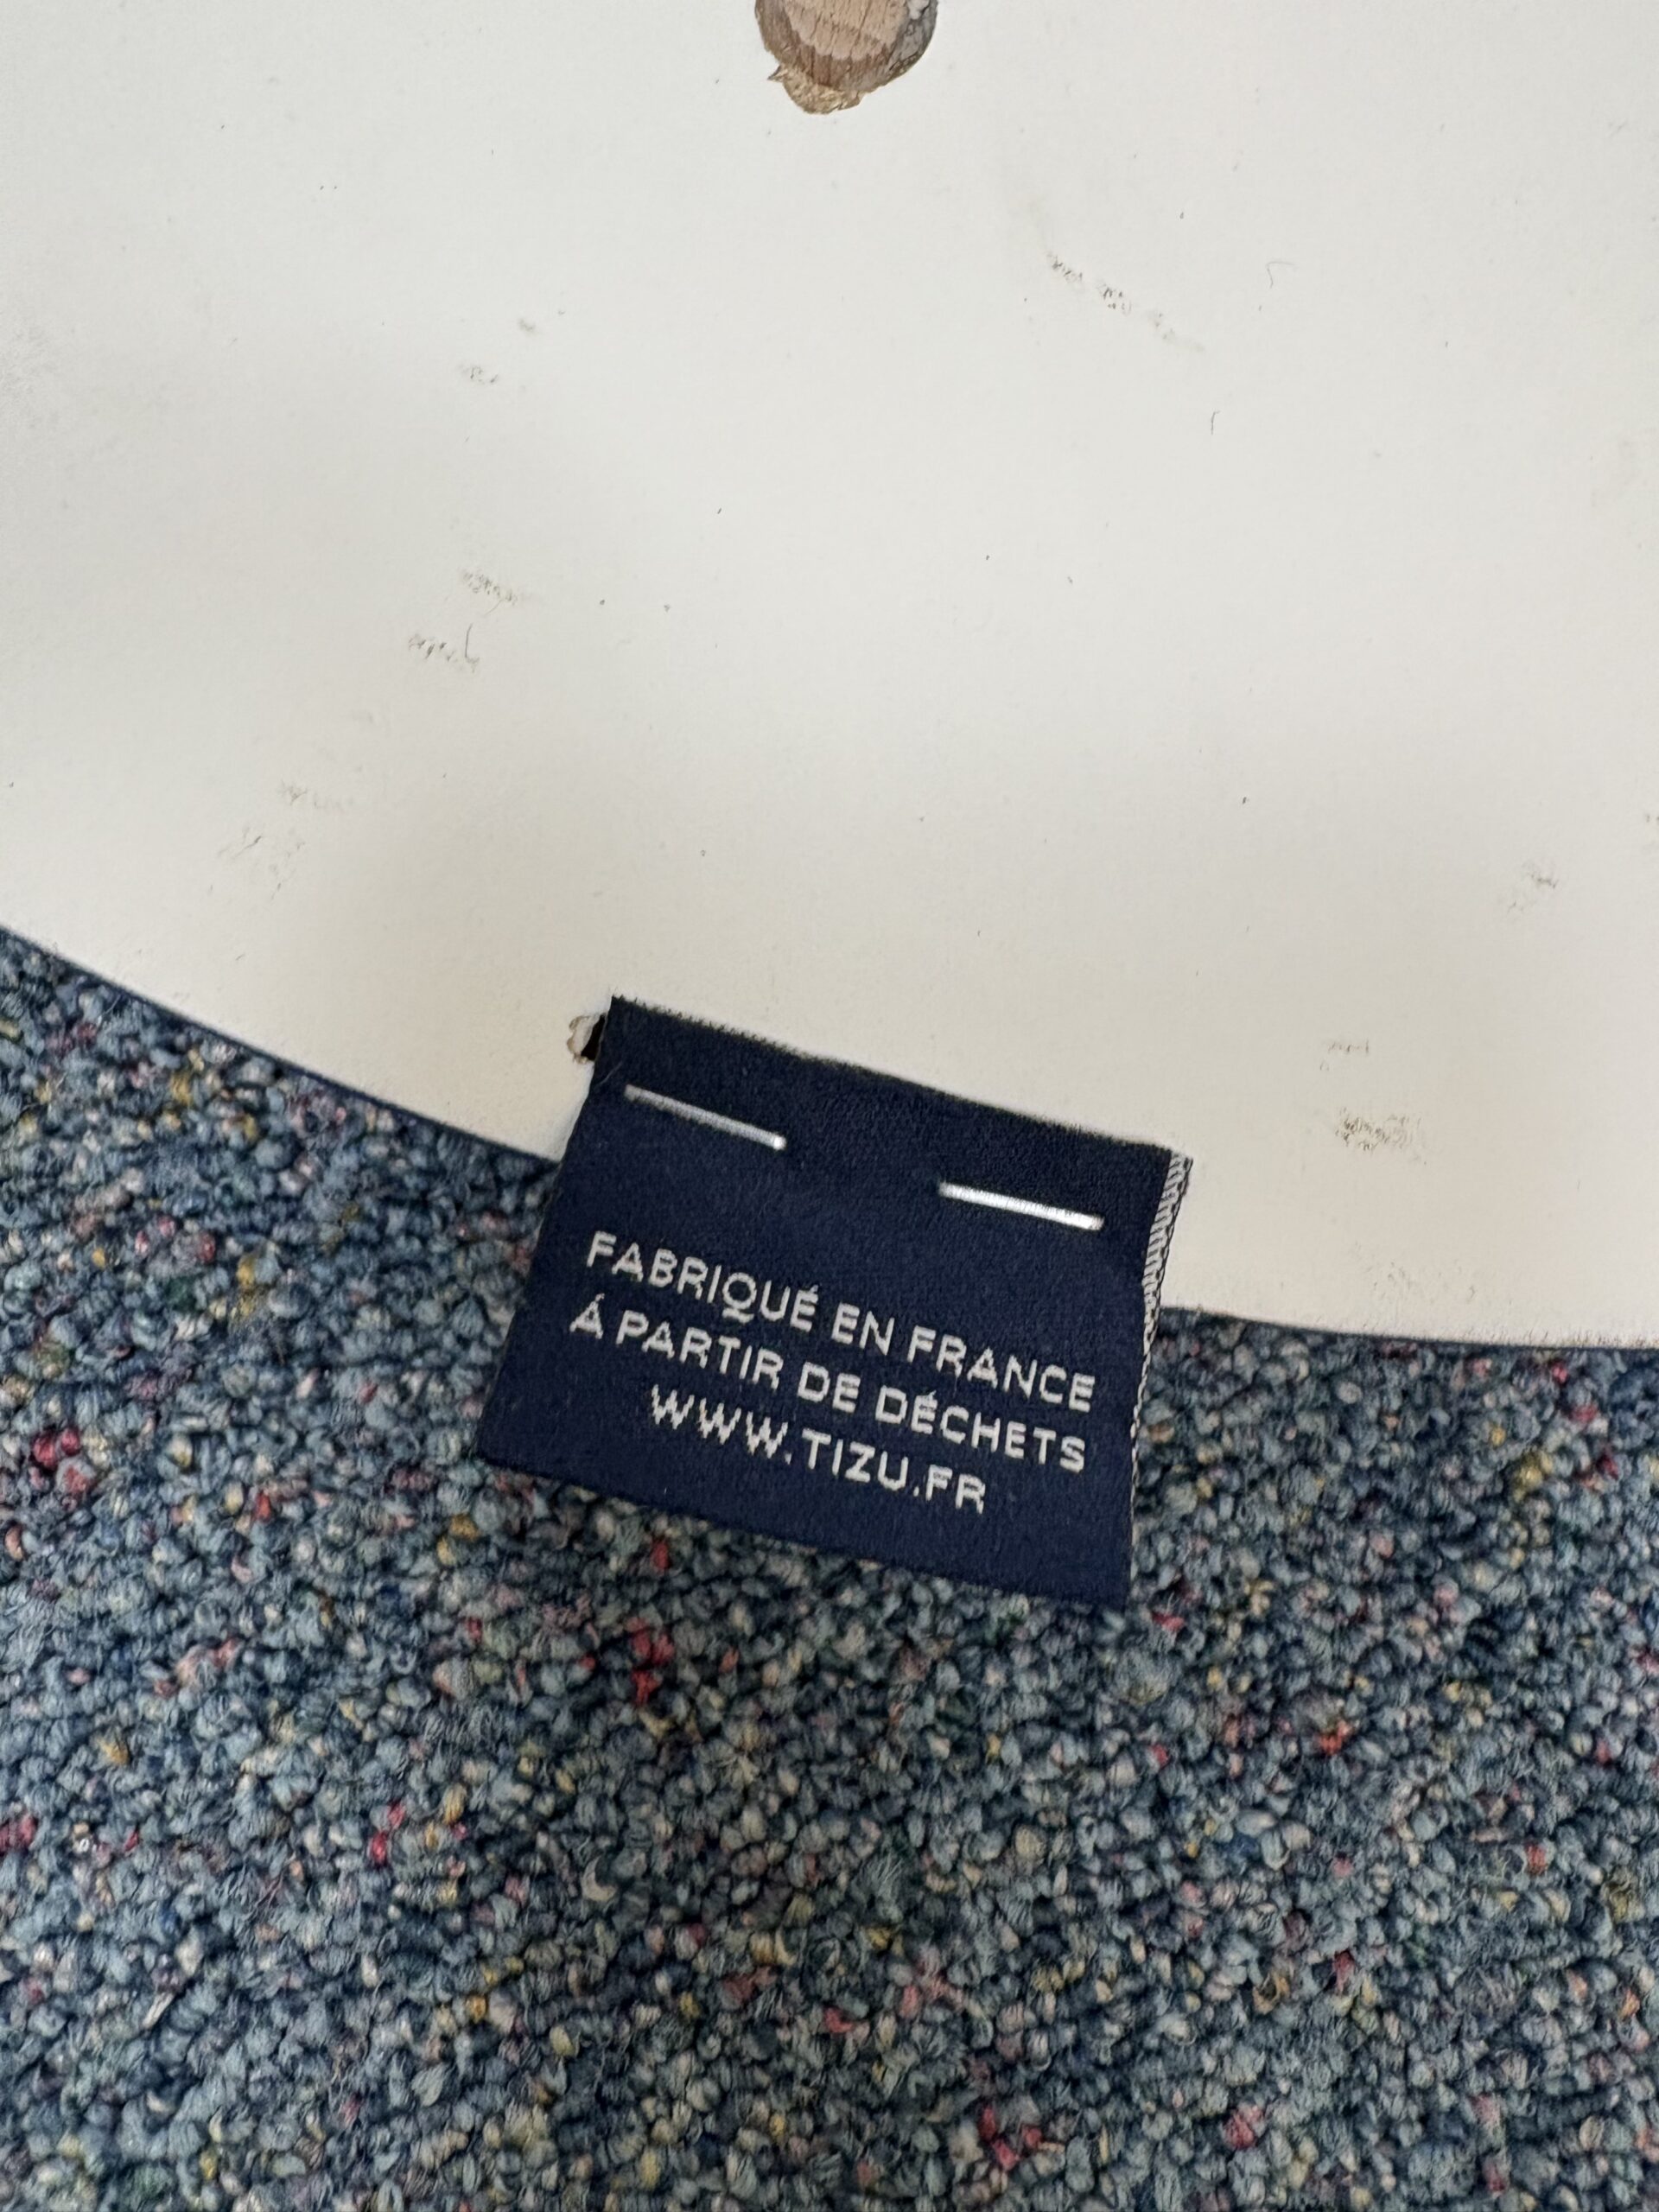 FABRIQUÉ EN FRANCE
Á PARTIR DE DÉCHETS
WWW.TIZU.FR